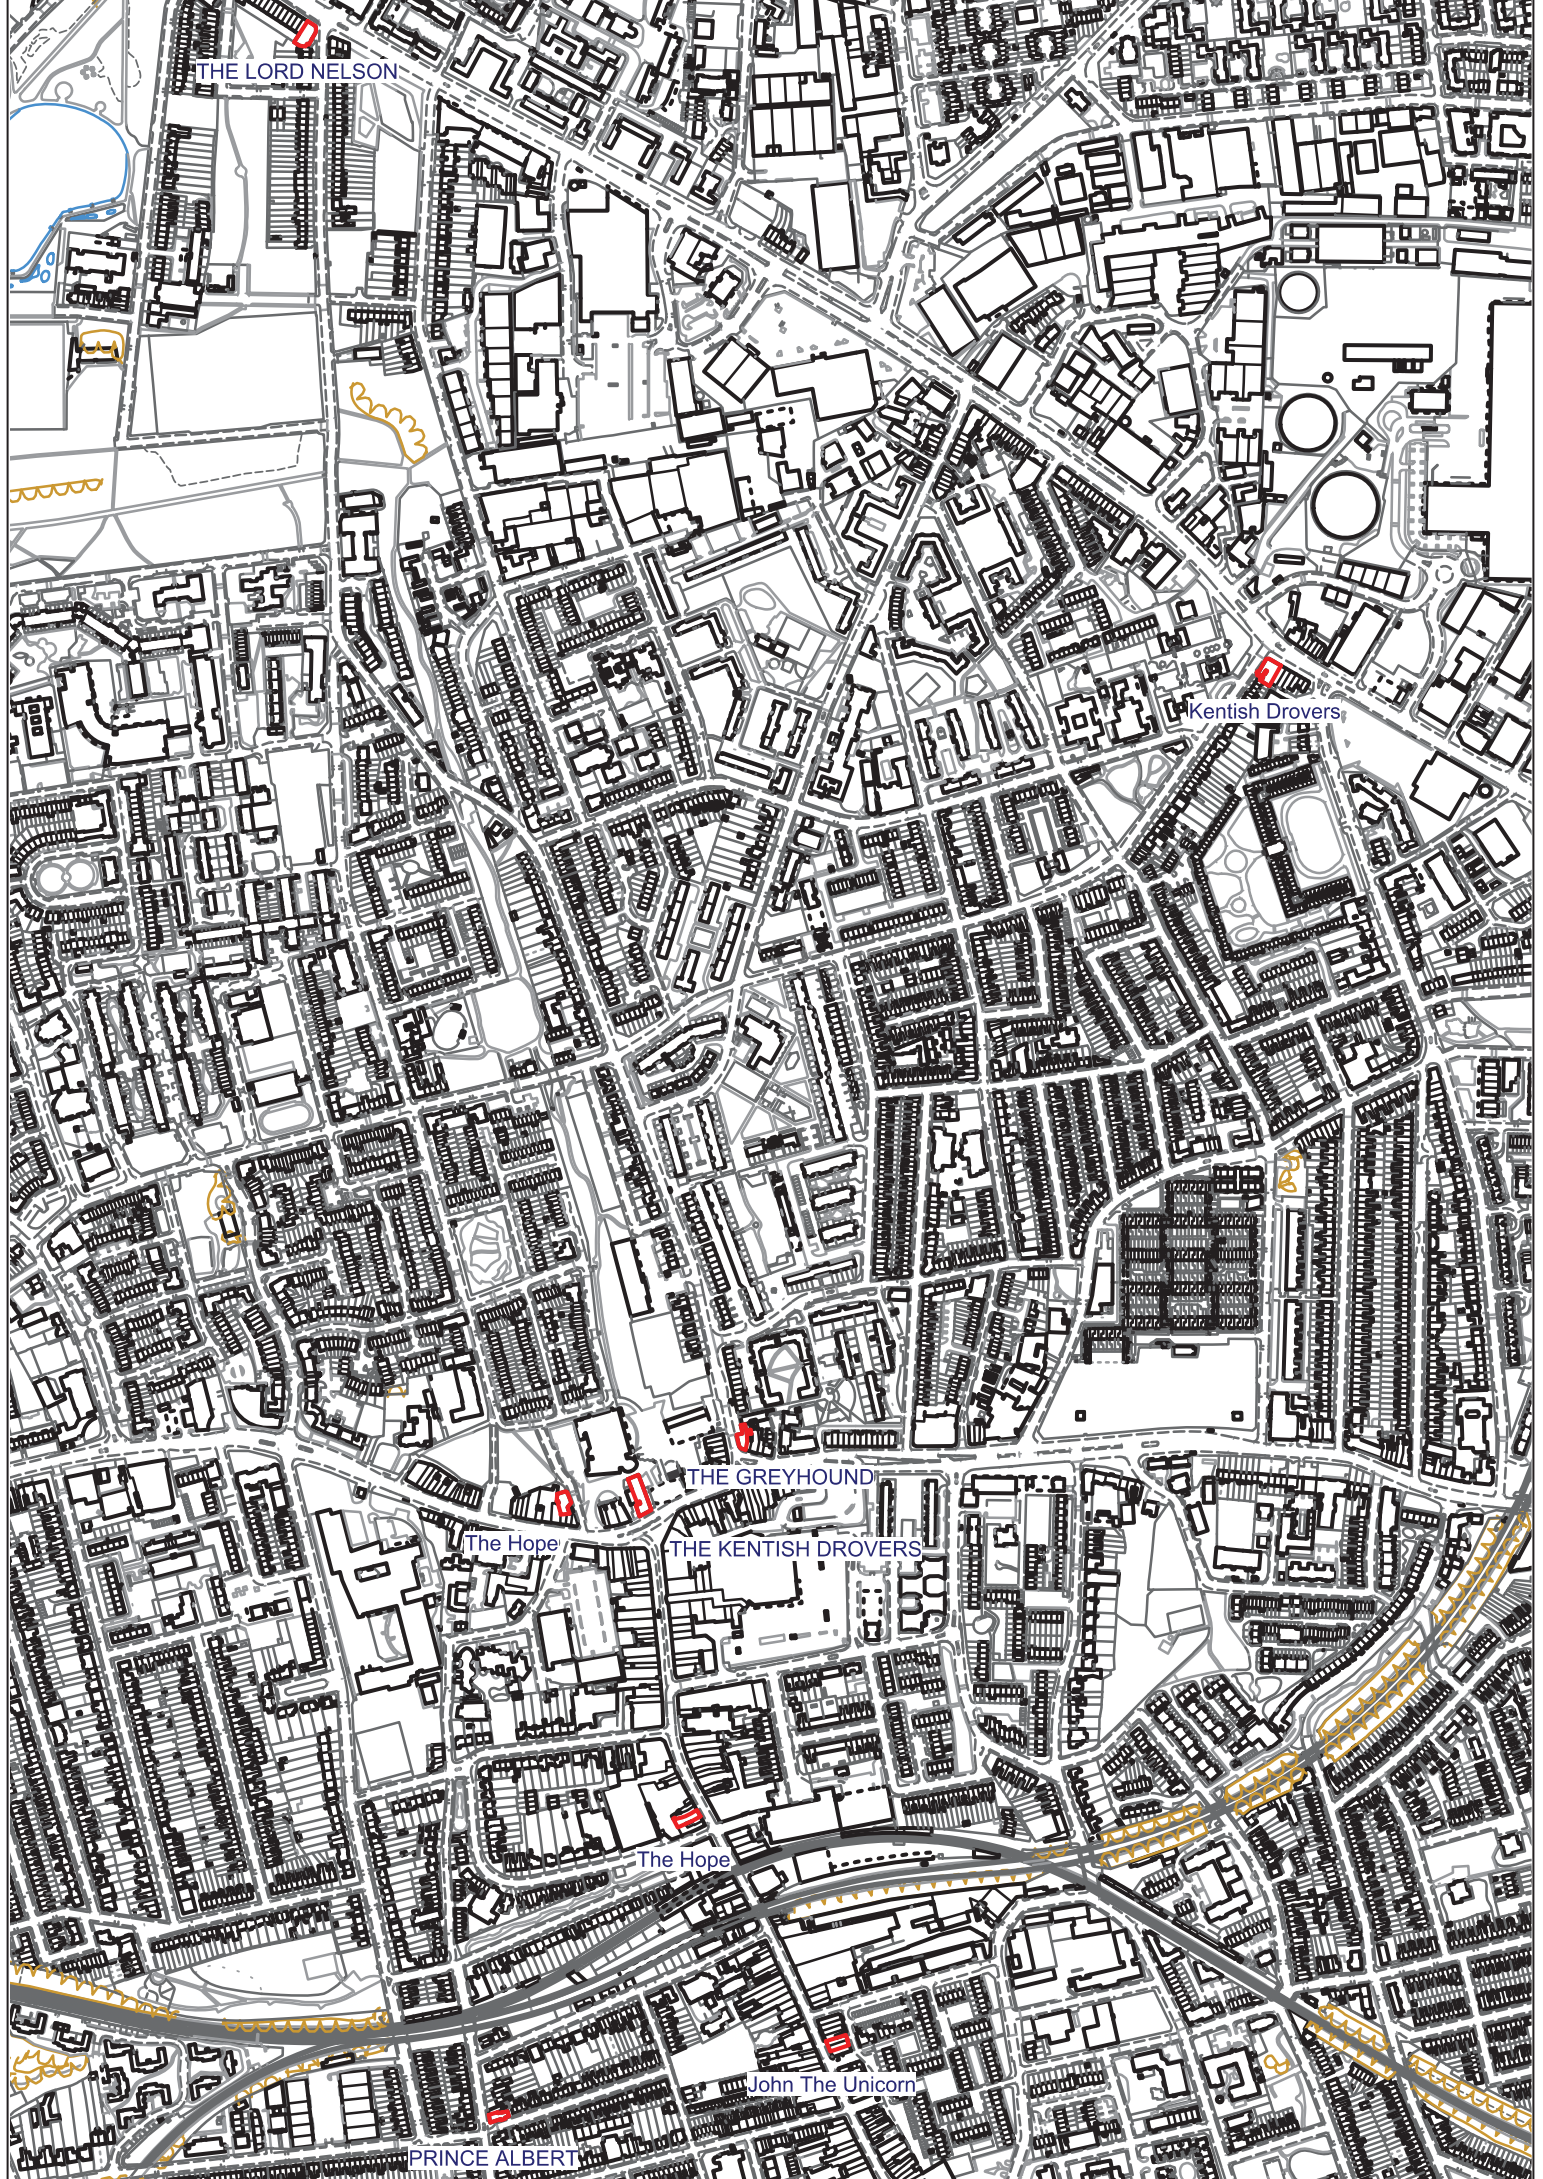 THE LORD NELSON
Kentish Drovers
THE GREYHOUND
The Hope
THE KENTISH DROVERS
The Hope
John The Unicorn
PRINCE ALBERT